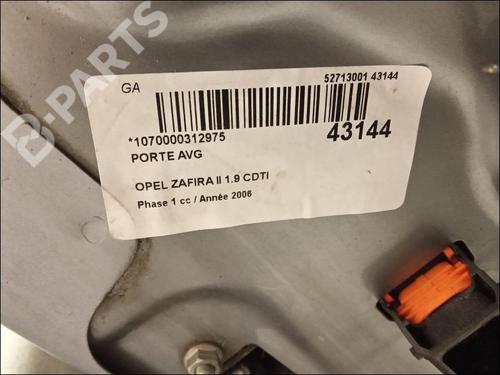 GA
52713001 43144
*1070000312975
43144
PORTE AVG
OPEL ZAFIRA II 1.9 CDTI
Phase 1 cc / Année 2006
B-PARTS